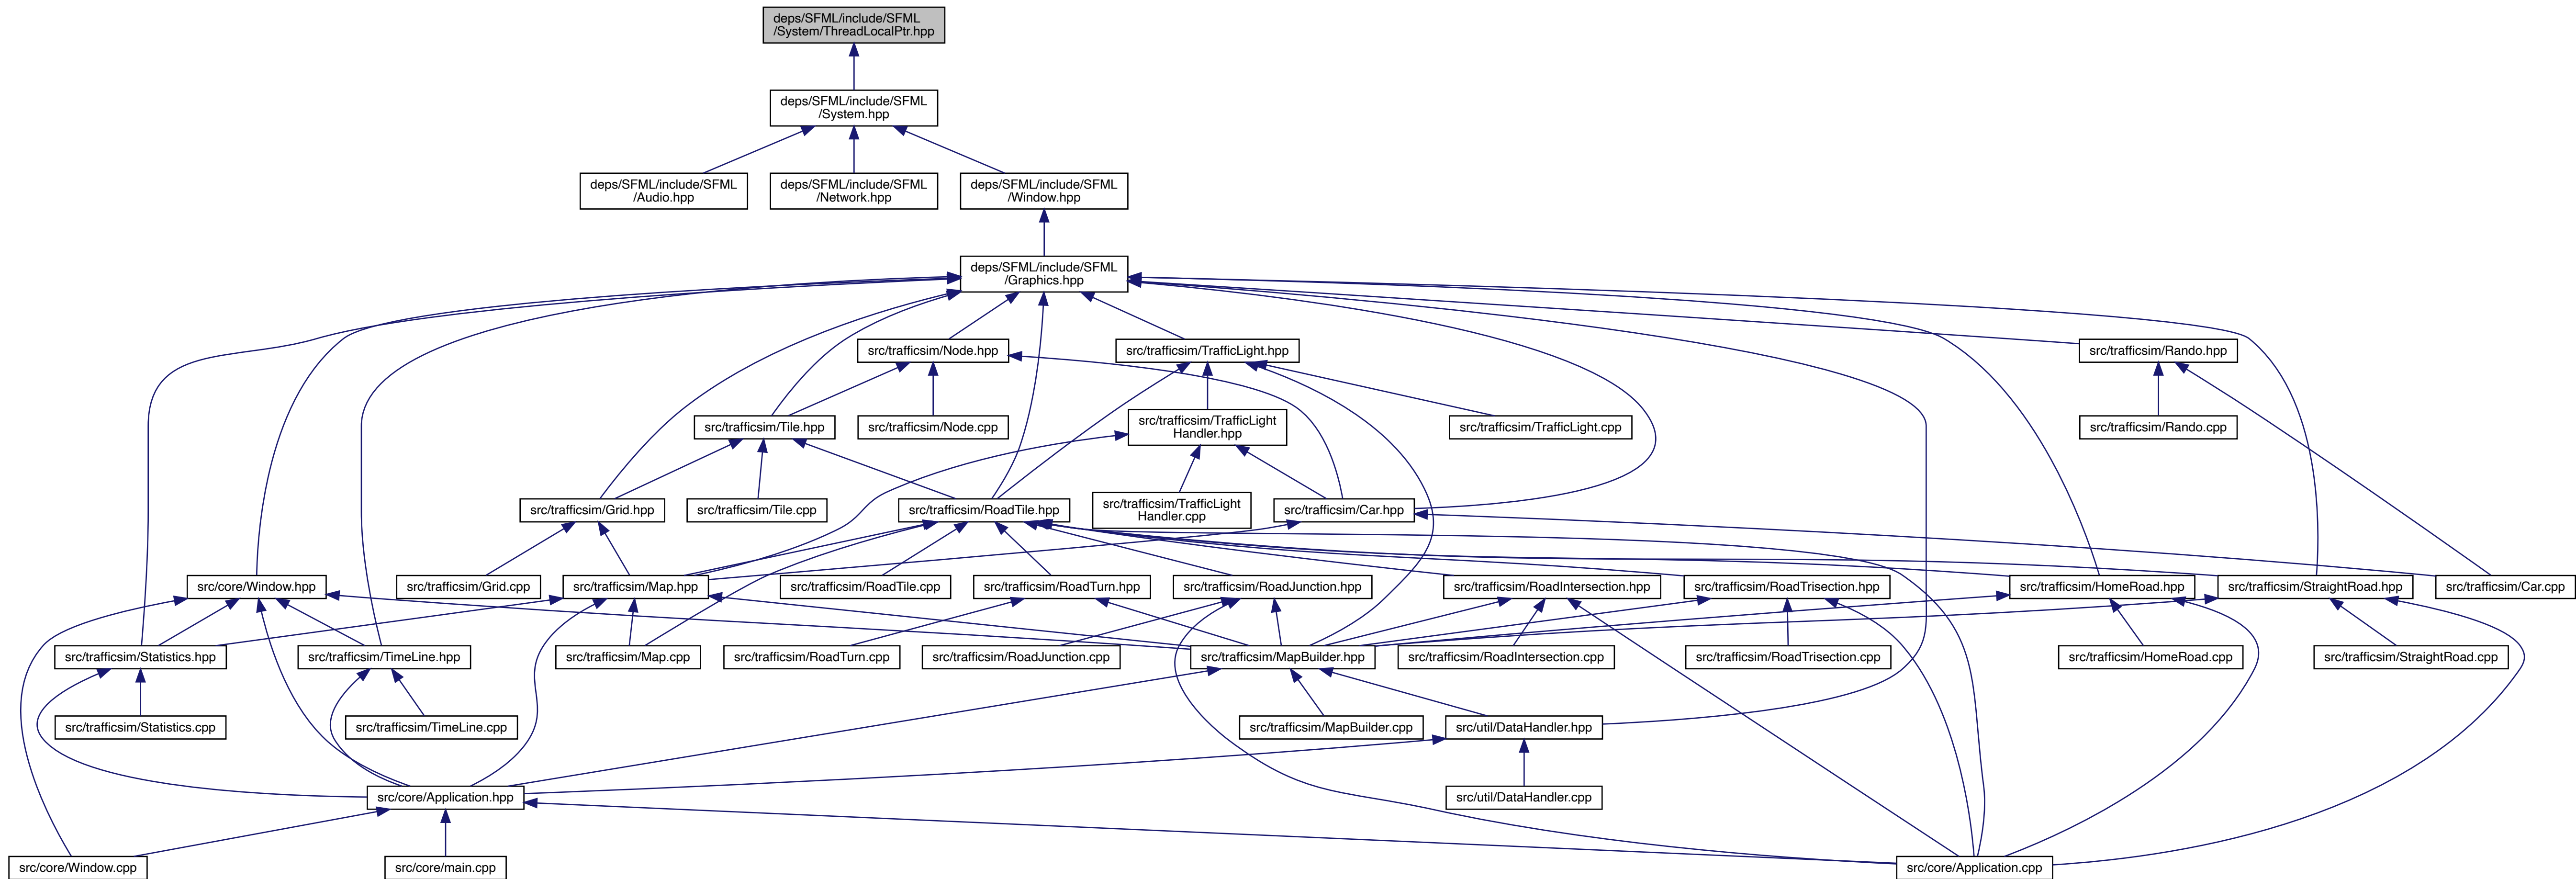 deps/SFML/include/SFML
/System/ThreadLocalPtr.hpp
deps/SFML/include/SFML
/System.hpp
deps/SFML/include/SFML
/Audio.hpp
deps/SFML/include/SFML
/Network.hpp
deps/SFML/include/SFML
/Window.hpp
deps/SFML/include/SFML
/Graphics.hpp
src/trafficsim/Node.hpp
src/trafficsim/TrafficLight.hpp
src/trafficsim/Rando.hpp
src/trafficsim/Tile.hpp
src/trafficsim/Node.cpp
src/trafficsim/TrafficLight
Handler.hpp
src/trafficsim/TrafficLight.cpp
src/trafficsim/Rando.cpp
src/trafficsim/Grid.hpp
src/trafficsim/Tile.cpp
src/trafficsim/RoadTile.hpp
src/trafficsim/TrafficLight
Handler.cpp
src/trafficsim/Car.hpp
src/core/Window.hpp
src/trafficsim/Grid.cpp
src/trafficsim/Map.hpp
src/trafficsim/RoadTile.cpp
src/trafficsim/RoadTurn.hpp
src/trafficsim/RoadJunction.hpp
src/trafficsim/RoadIntersection.hpp
src/trafficsim/RoadTrisection.hpp
src/trafficsim/HomeRoad.hpp
src/trafficsim/StraightRoad.hpp
src/trafficsim/Car.cpp
src/trafficsim/Statistics.hpp
src/trafficsim/TimeLine.hpp
src/trafficsim/Map.cpp
src/trafficsim/RoadTurn.cpp
src/trafficsim/RoadJunction.cpp
src/trafficsim/MapBuilder.hpp
src/trafficsim/RoadIntersection.cpp
src/trafficsim/RoadTrisection.cpp
src/trafficsim/HomeRoad.cpp
src/trafficsim/StraightRoad.cpp
src/trafficsim/Statistics.cpp
src/trafficsim/TimeLine.cpp
src/trafficsim/MapBuilder.cpp
src/util/DataHandler.hpp
src/core/Application.hpp
src/util/DataHandler.cpp
src/core/Window.cpp
src/core/main.cpp
src/core/Application.cpp